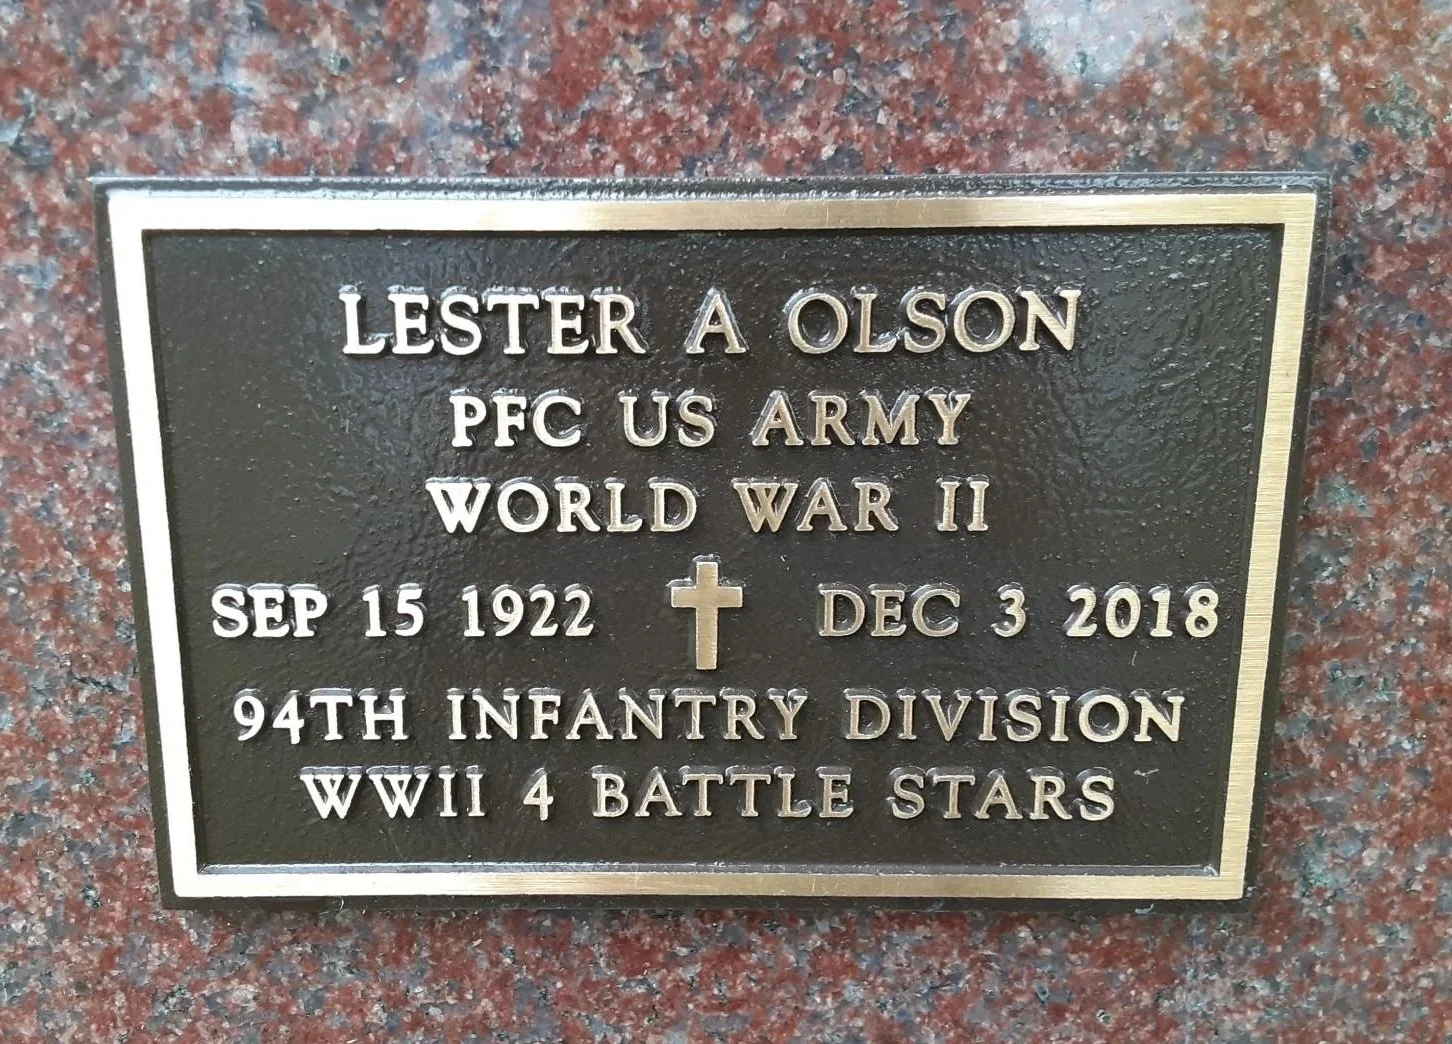 LESTER A OLSON
PFC US ARMY
WORLD WAR II
SEP 15 1922 DEC 3 2018
94TH INFANTRY DIVISION
WWII 4 BATTLE STARS